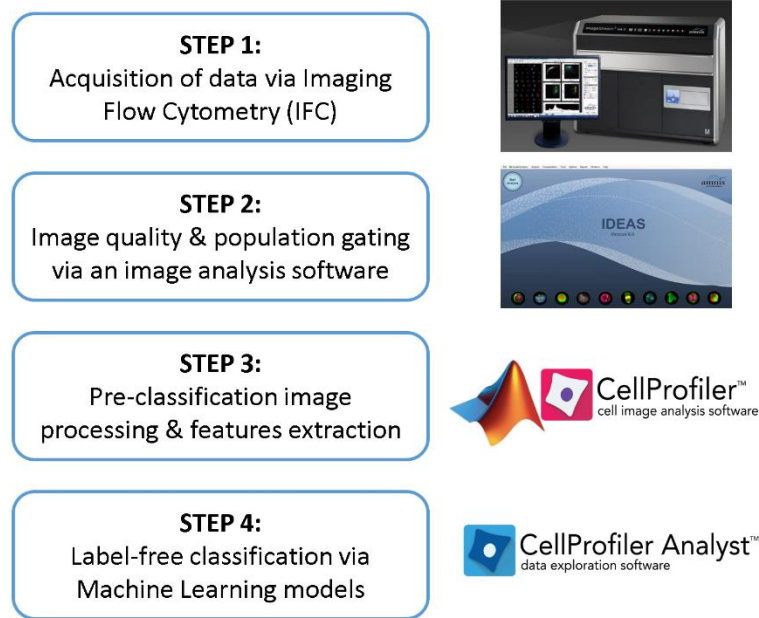 STEP 1:
Acquisition of data via Imaging
Flow Cytometry (IFC)
STEP 2:
Image quality & population gating
via an image analysis software
amnis
IDEAS
STEP 3:
Pre-classification image
processing & features extraction
CellProfiler™
cell image analysis software
STEP 4:
Label-free classification via
Machine Learning models
CellProfiler Analyst™
data exploration software